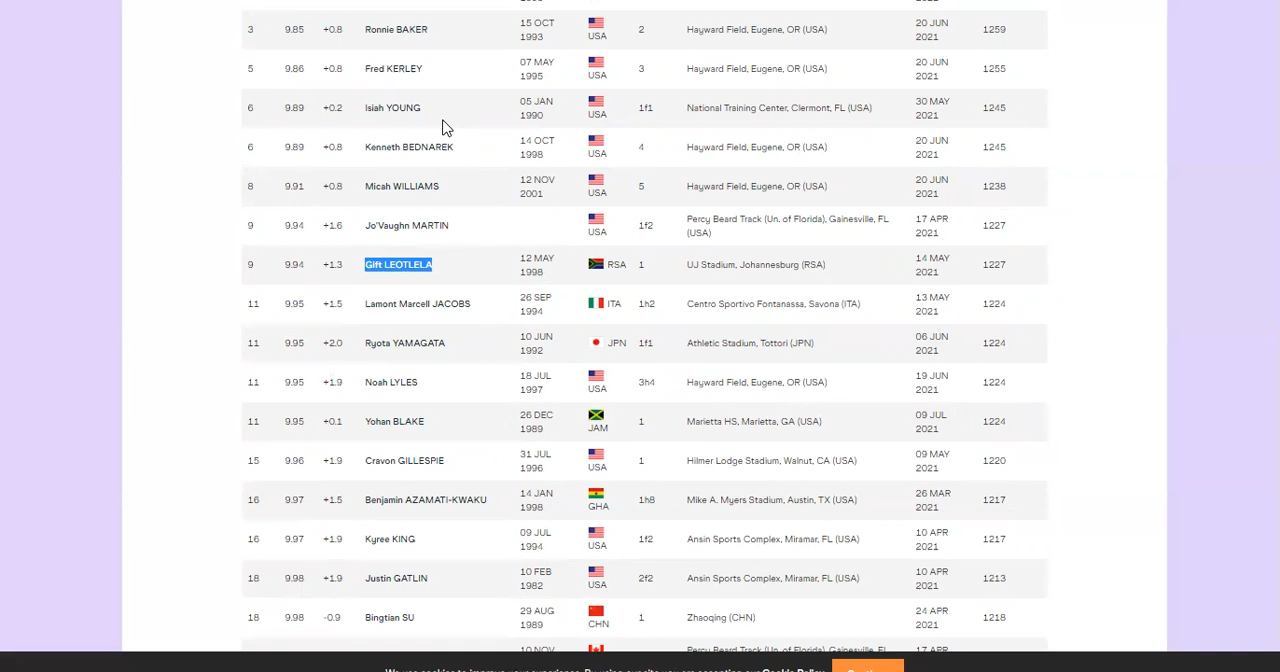 3 9.85 +0.8 Ronnie BAKER 15 OCT 1993 USA 2 Hayward Field, Eugene, OR (USA) 20 JUN 2021 1259
5 9.86 +0.8 Fred KERLEY 07 MAY 1995 USA 3 Hayward Field, Eugene, OR (USA) 20 JUN 2021 1255
6 9.89 +0.2 Isiah YOUNG 05 JAN 1990 USA 1f1 National Training Center, Clermont, FL (USA) 30 MAY 2021 1245
6 9.89 +0.8 Kenneth BEDNAREK 14 OCT 1998 USA 4 Hayward Field, Eugene, OR (USA) 20 JUN 2021 1245
8 9.91 +0.8 Micah WILLIAMS 12 NOV 2001 USA 5 Hayward Field, Eugene, OR (USA) 20 JUN 2021 1238
9 9.94 +1.6 Jo'Vaughn MARTIN USA 1f2 Percy Beard Track (Un. of Florida), Gainesville, FL (USA) 17 APR 2021 1227
9 9.94 +1.3 Gift LEOTLELA 12 MAY 1998 RSA 1 UJ Stadium, Johannesburg (RSA) 14 MAY 2021 1227
11 9.95 +1.5 Lamont Marcell JACOBS 26 SEP 1994 ITA 1h2 Centro Sportivo Fontanassa, Savona (ITA) 13 MAY 2021 1224
11 9.95 +2.0 Ryota YAMAGATA 10 JUN 1992 JPN 1f1 Athletic Stadium, Tottori (JPN) 06 JUN 2021 1224
11 9.95 +1.9 Noah LYLES 18 JUL 1997 USA 3h4 Hayward Field, Eugene, OR (USA) 19 JUN 2021 1224
11 9.95 +0.1 Yohan BLAKE 26 DEC 1989 JAM 1 Marietta HS, Marietta, GA (USA) 09 JUL 2021 1224
15 9.96 +1.9 Cravon GILLESPIE 31 JUL 1996 USA 1 Hilmer Lodge Stadium, Walnut, CA (USA) 09 MAY 2021 1220
16 9.97 +1.5 Benjamin AZAMATI-KWAKU 14 JAN 1998 GHA 1h8 Mike A. Myers Stadium, Austin, TX (USA) 26 MAR 2021 1217
16 9.97 +1.9 Kyree KING 09 JUL 1994 USA 1f2 Ansin Sports Complex, Miramar, FL (USA) 10 APR 2021 1217
18 9.98 +1.9 Justin GATLIN 10 FEB 1982 USA 2f2 Ansin Sports Complex, Miramar, FL (USA) 10 APR 2021 1213
18 9.98 -0.9 Bingtian SU 29 AUG 1989 CHN 1 Zhaoqing (CHN) 24 APR 2021 1218
10 NOV Percy Beard Track (Un. of Florida), Gainesville, FL 17 APR